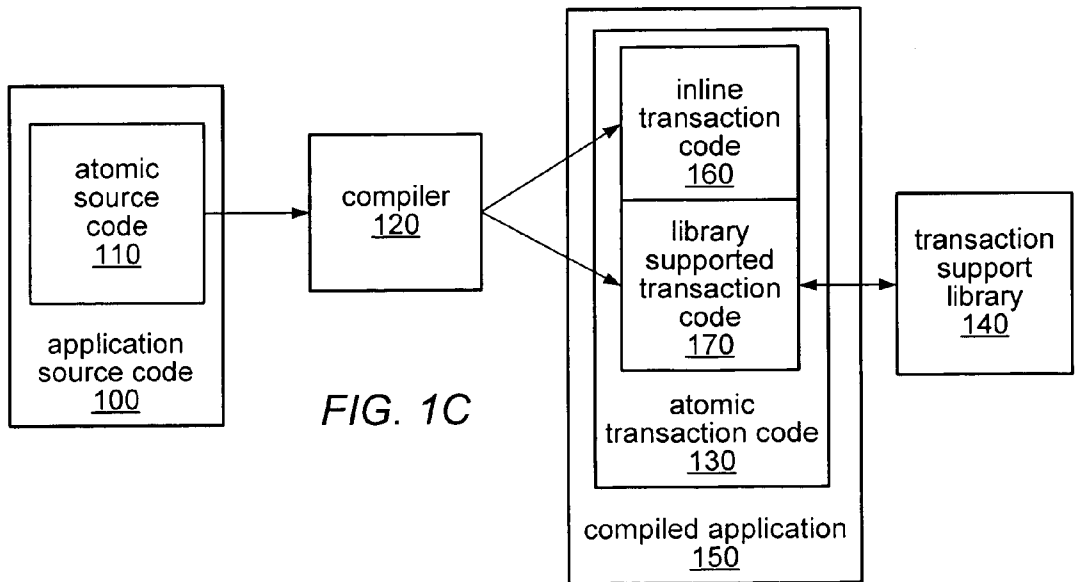 atomic
source
code
110
application
source code
100
compiler
120
FIG. 1C
inline
transaction
code
160
library
supported
transaction
code
170
atomic
transaction code
130
compiled application
150
transaction
support
library
140